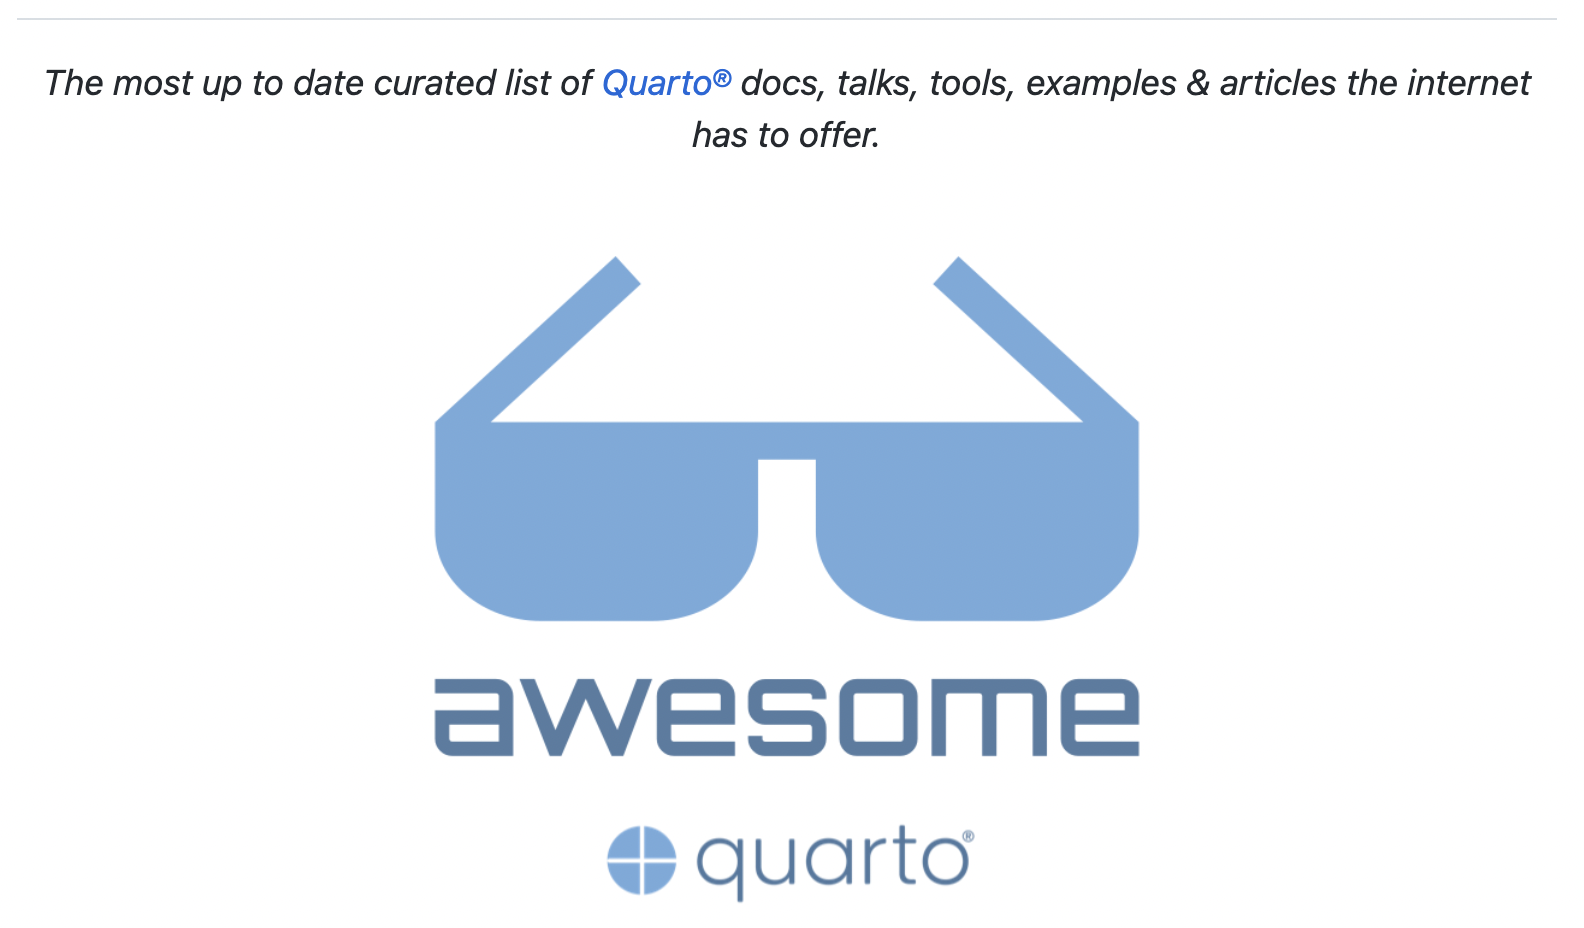 The most up to date curated list of Quarto® docs, talks, tools, examples & articles the internet
has to offer.
awesome
quarto®